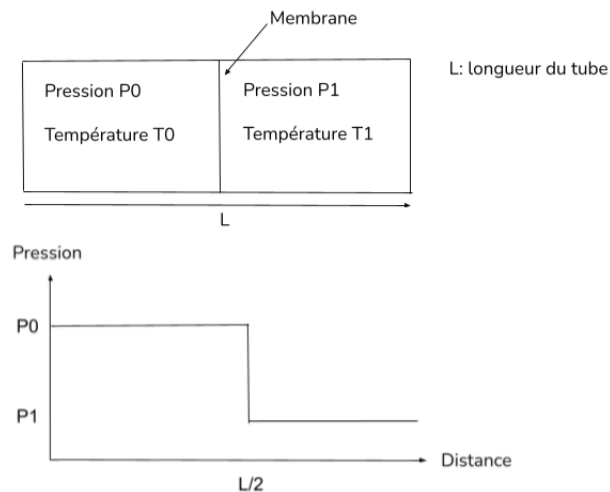 Membrane
L: longueur du tube
Pression P0
Pression P1
Température T0
Température T1
L
Pression
P0
P1
Distance
L/2